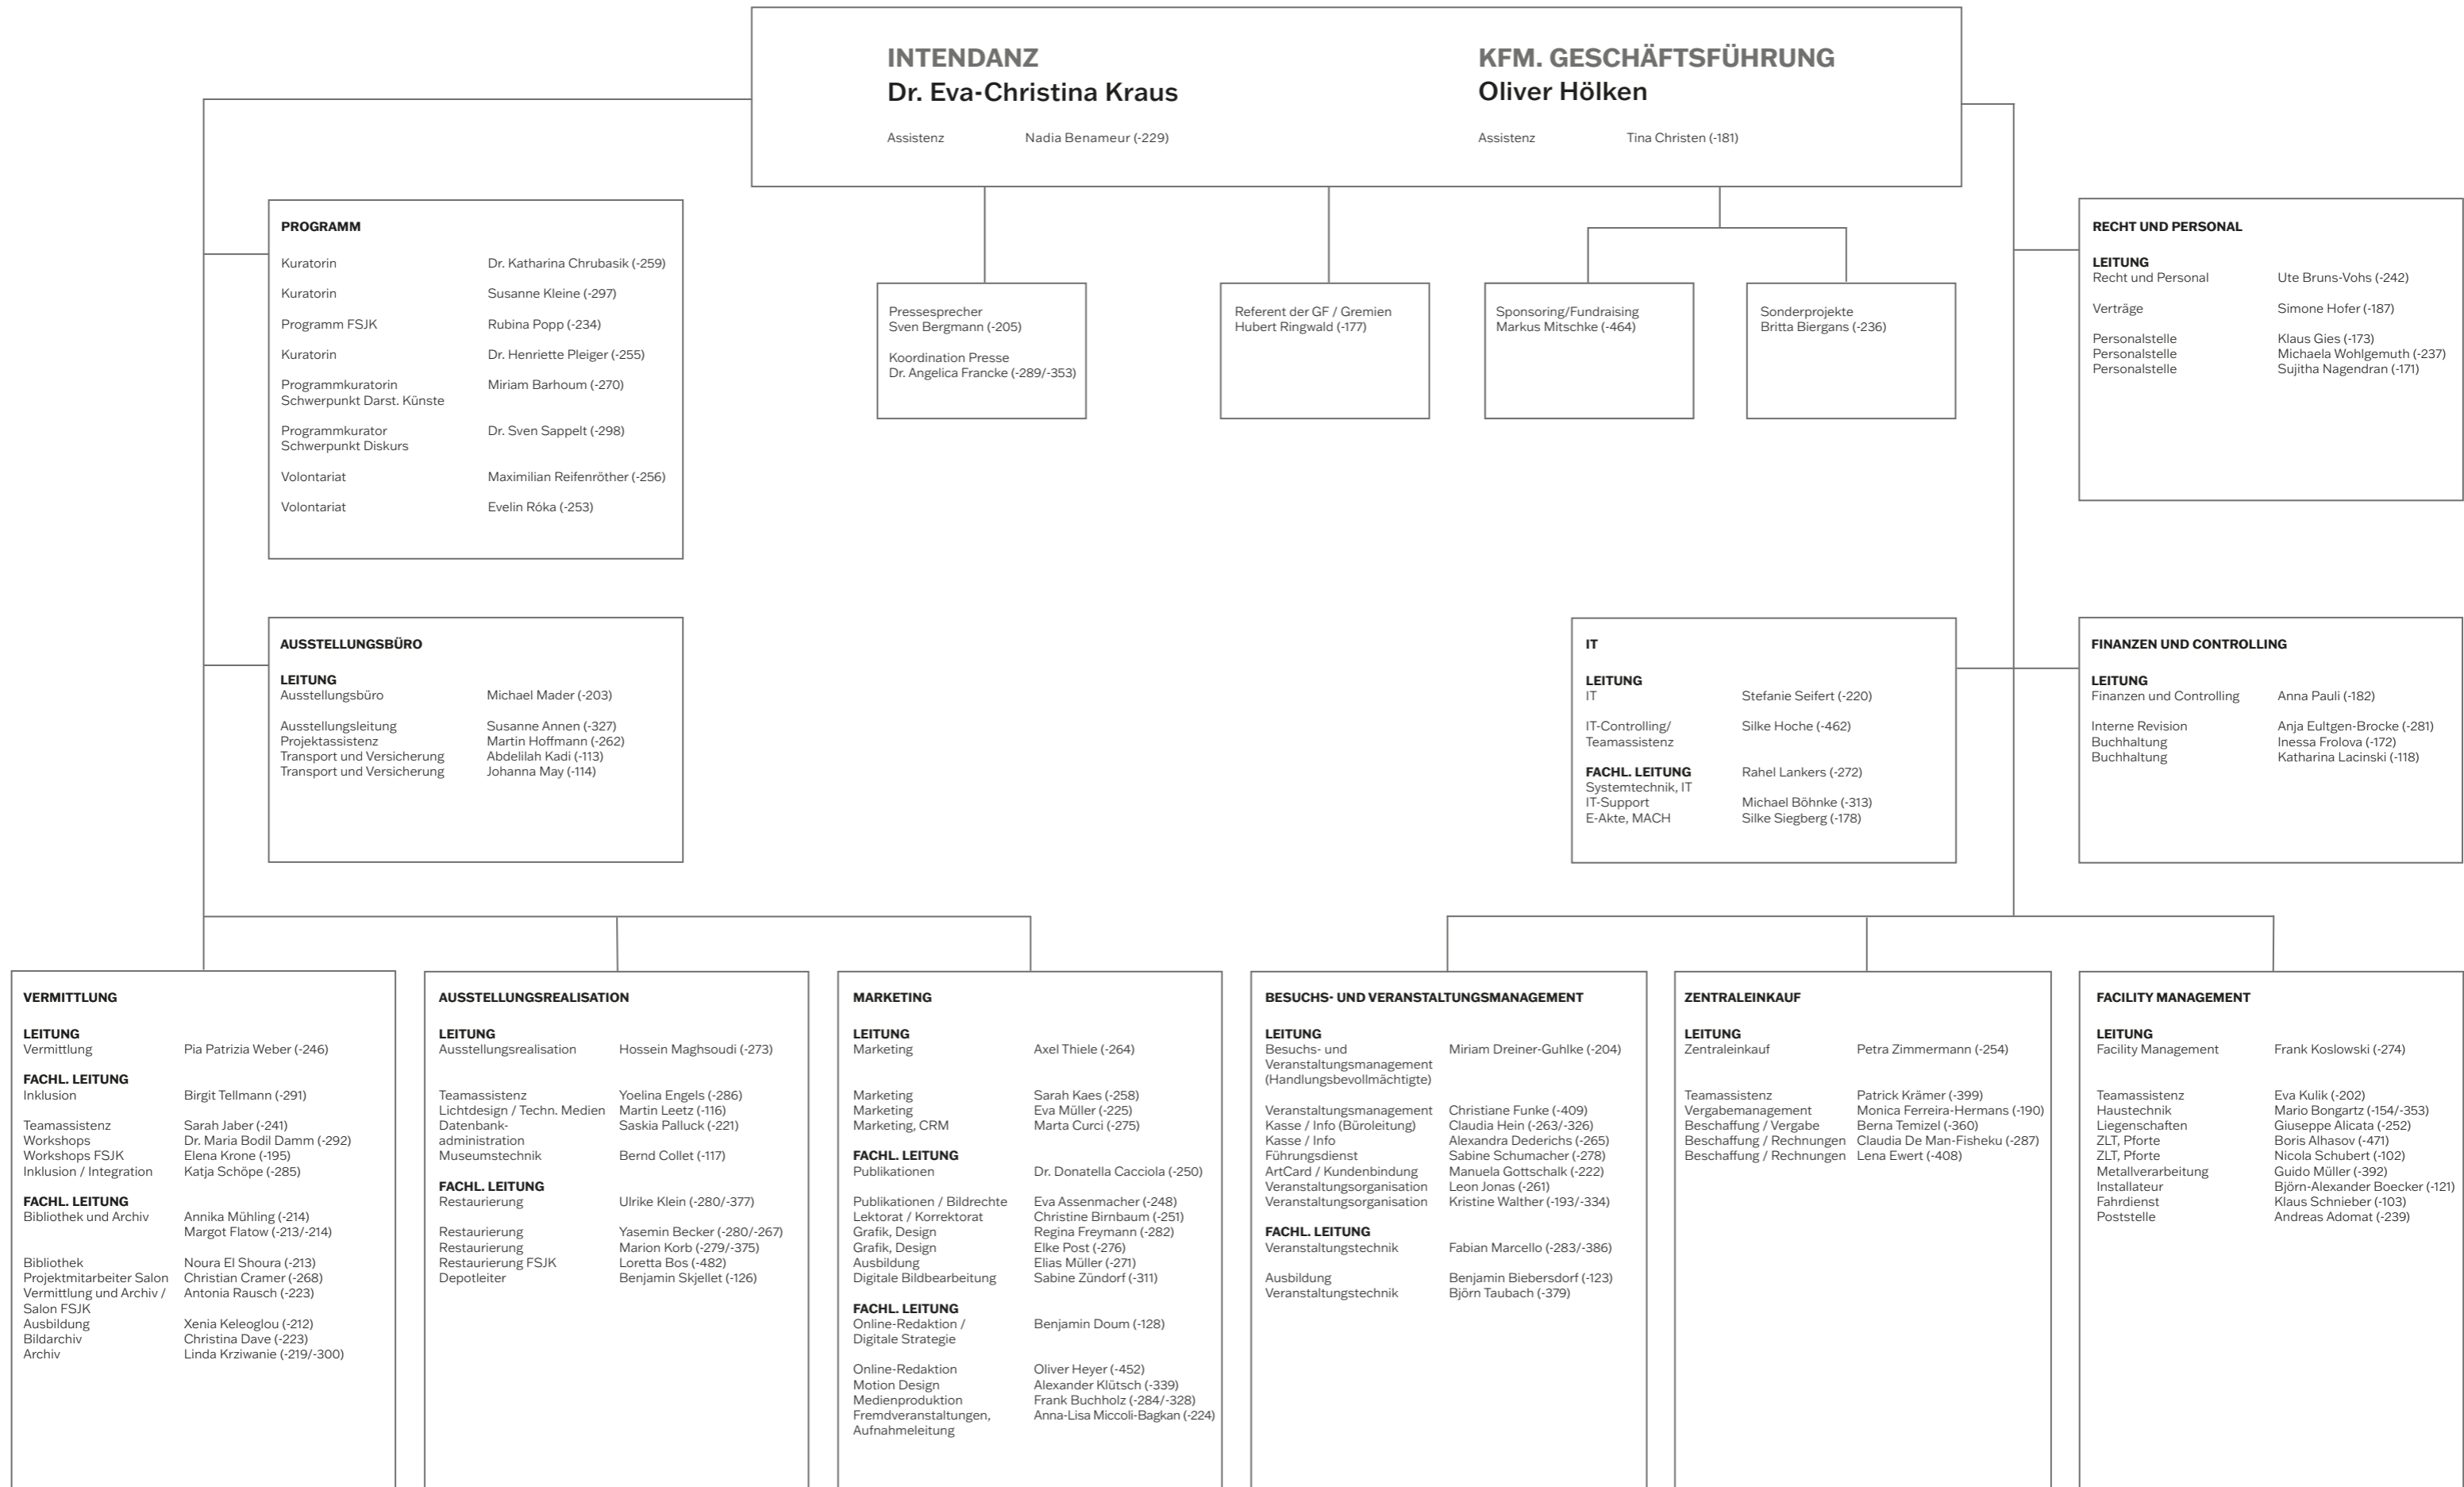 INTENDANZ
Dr. Eva-Christina Kraus
Assistenz Nadia Benameur (-229)
KFM. GESCHÄFTSFÜHRUNG
Oliver Hölken
Assistenz Tina Christen (-181)
PROGRAMM
Kuratorin Dr. Katharina Chrubasik (-259)
Kuratorin Susanne Kleine (-297)
Programm FSJK Rubina Popp (-234)
Kuratorin Dr. Henriette Pleiger (-255)
Programmkuratorin Miriam Barhoum (-270)
Schwerpunkt Darst. Künste
Programmkurator Dr. Sven Sappelt (-298)
Schwerpunkt Diskurs
Volontariat Maximilian Reifenröther (-256)
Volontariat Evelin Róka (-253)
Pressesprecher
Sven Bergmann (-205)
Koordination Presse
Dr. Angelica Francke (-289/-353)
Referent der GF / Gremien
Hubert Ringwald (-177)
Sponsoring/Fundraising
Markus Mitschke (-464)
Sonderprojekte
Britta Biergans (-236)
RECHT UND PERSONAL
LEITUNG
Recht und Personal Ute Bruns-Vohs (-242)
Verträge Simone Hofer (-187)
Personalstelle Klaus Gies (-173)
Personalstelle Michaela Wohlgemuth (-237)
Personalstelle Sujitha Nagendran (-171)
AUSSTELLUNGSBÜRO
LEITUNG
Ausstellungsbüro Michael Mader (-203)
Ausstellungsleitung Susanne Annen (-327)
Projektassistenz Martin Hoffmann (-262)
Transport und Versicherung Abdelilah Kadi (-113)
Transport und Versicherung Johanna May (-114)
IT
LEITUNG
IT Stefanie Seifert (-220)
IT-Controlling/ Silke Hoche (-462)
Teamassistenz
FACHL. LEITUNG Rahel Lankers (-272)
Systemtechnik, IT
IT-Support Michael Böhnke (-313)
E-Akte, MACH Silke Siegberg (-178)
FINANZEN UND CONTROLLING
LEITUNG
Finanzen und Controlling Anna Pauli (-182)
Interne Revision Anja Eultgen-Brocke (-281)
Buchhaltung Inessa Frolova (-172)
Buchhaltung Katharina Lacinski (-118)
VERMITTLUNG
LEITUNG
Vermittlung Pia Patrizia Weber (-246)
FACHL. LEITUNG
Inklusion Birgit Tellmann (-291)
Teamassistenz Sarah Jaber (-241)
Workshops Dr. Maria Bodil Damm (-292)
Workshops FSJK Elena Krone (-195)
Inklusion / Integration Katja Schöpe (-285)
FACHL. LEITUNG
Bibliothek und Archiv Annika Mühling (-214)
Margot Flatow (-213/-214)
Bibliothek Noura El Shoura (-213)
Projektmitarbeiter Salon Christian Cramer (-268)
Vermittlung und Archiv / Antonia Rausch (-223)
Salon FSJK
Ausbildung Xenia Keleoglou (-212)
Bildarchiv Christina Dave (-223)
Archiv Linda Krziwanie (-219/-300)
AUSSTELLUNGSREALISATION
LEITUNG
Ausstellungsrealisation Hossein Maghsoudi (-273)
Teamassistenz Yoelina Engels (-286)
Lichtdesign / Techn. Medien Martin Leetz (-116)
Datenbank- Saskia Palluck (-221)
administration
Museumstechnik Bernd Collet (-117)
FACHL. LEITUNG
Restaurierung Ulrike Klein (-280/-377)
Restaurierung Yasemin Becker (-280/-267)
Restaurierung Marion Korb (-279/-375)
Restaurierung FSJK Loretta Bos (-482)
Depotleiter Benjamin Skjellet (-126)
MARKETING
LEITUNG
Marketing Axel Thiele (-264)
Marketing Sarah Kaes (-258)
Marketing Eva Müller (-225)
Marketing, CRM Marta Curci (-275)
FACHL. LEITUNG
Publikationen Dr. Donatella Cacciola (-250)
Publikationen / Bildrechte Eva Assenmacher (-248)
Lektorat / Korrektorat Christine Birnbaum (-251)
Grafik, Design Regina Freymann (-282)
Grafik, Design Elke Post (-276)
Ausbildung Elias Müller (-271)
Digitale Bildbearbeitung Sabine Zündorf (-311)
FACHL. LEITUNG
Online-Redaktion / Benjamin Doum (-128)
Digitale Strategie
Online-Redaktion Oliver Heyer (-452)
Motion Design Alexander Klütsch (-339)
Medienproduktion Frank Buchholz (-284/-328)
Fremdveranstaltungen, Anna-Lisa Miccoli-Bagkan (-224)
Aufnahmeleitung
BESUCHS- UND VERANSTALTUNGSMANAGEMENT
LEITUNG
Besuchs- und Miriam Dreiner-Guhlke (-204)
Veranstaltungsmanagement
(Handlungsbevollmächtigte)
Veranstaltungsmanagement Christiane Funke (-409)
Kasse / Info (Büroleitung) Claudia Hein (-263/-326)
Kasse / Info Alexandra Dederichs (-265)
Führungsdienst Sabine Schumacher (-278)
ArtCard / Kundenbindung Manuela Gottschalk (-222)
Veranstaltungsorganisation Leon Jonas (-261)
Veranstaltungsorganisation Kristine Walther (-193/-334)
FACHL. LEITUNG
Veranstaltungstechnik Fabian Marcello (-283/-386)
Ausbildung Benjamin Biebersdorf (-123)
Veranstaltungstechnik Björn Taubach (-379)
ZENTRALEINKAUF
LEITUNG
Zentraleinkauf Petra Zimmermann (-254)
Teamassistenz Patrick Krämer (-399)
Vergabemanagement Monica Ferreira-Hermans (-190)
Beschaffung / Vergabe Berna Temizel (-360)
Beschaffung / Rechnungen Claudia De Man-Fisheku (-287)
Beschaffung / Rechnungen Lena Ewert (-408)
FACILITY MANAGEMENT
LEITUNG
Facility Management Frank Koslowski (-274)
Teamassistenz Eva Kulik (-202)
Haustechnik Mario Bongartz (-154/-353)
Liegenschaften Giuseppe Alicata (-252)
ZLT, Pforte Boris Alhasov (-471)
ZLT, Pforte Nicola Schubert (-102)
Metallverarbeitung Guido Müller (-392)
Installateur Björn-Alexander Boecker (-121)
Fahrdienst Klaus Schnieber (-103)
Poststelle Andreas Adomat (-239)